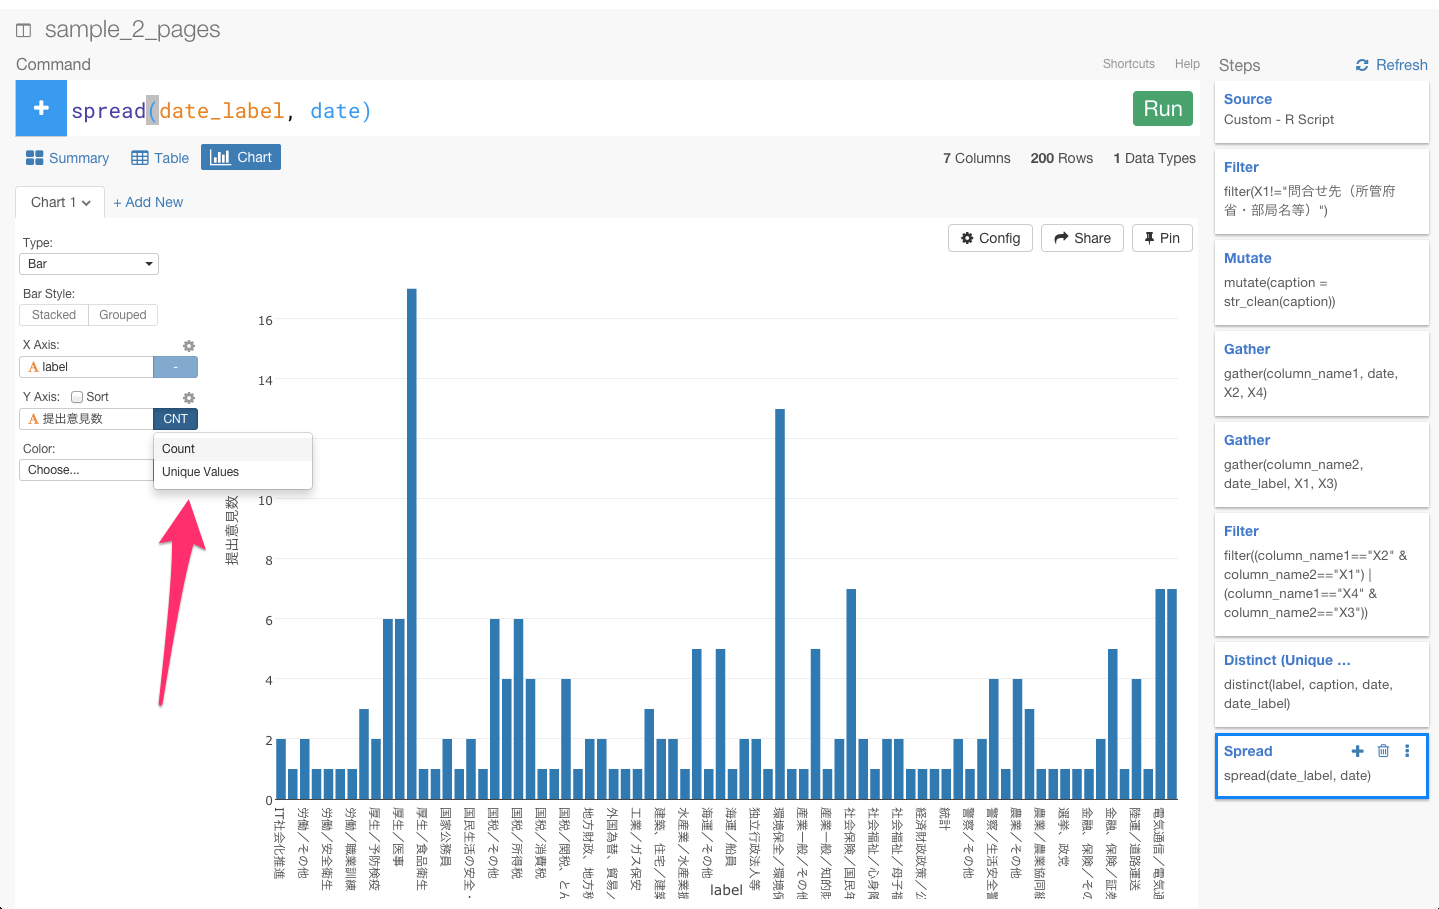 sample_2_pages
Command
Shortcuts Help
spread(date_label, date)
Run
Summary Table Chart
7 Columns 200 Rows 1 Data Types
Chart 1 + Add New
Config Share Pin
Type:
Bar
Bar Style:
Stacked Grouped
X Axis:
A label -
Y Axis: Sort
A 提出意見数 CNT
Color:
Choose...
Count
Unique Values
提出意見数
16
14
10
8
6
4
2
0
IT社会化推進
労働／その他
労働／安全衛生
労働／職業訓練
厚生／予防検疫
厚生／医事
厚生／食品衛生
国家公務員
国民生活の安全・
国税／その他
国税／所得税
国税／消費税
国税／関税、とん
地方財政、地方税
外国為替、貿易／
工業／ガス保安
建築、住宅／建築
水産業／水産業振
海運／その他
海運／船員
独立行政法人等
環境保全／環境保
産業一般／その他
産業一般／知的財
社会保険／国民年
社会福祉／心身障
社会福祉／母子福
経済財政政策／公
統計
警察／その他
警察／生活安全警
農業／その他
農業／農業協同組
選挙、政党
金融、保険／その
金融、保険／証券
陸運／道路運送
電気通信／電気通
label
Steps Refresh
Source
Custom - R Script
Filter
filter(X1!="問合せ先（所管府
省・部局名等）")
Mutate
mutate(caption =
str_clean(caption))
Gather
gather(column_name1, date,
X2, X4)
Gather
gather(column_name2,
date_label, X1, X3)
Filter
filter((column_name1=="X2" &
column_name2=="X1") |
(column_name1=="X4" &
column_name2=="X3"))
Distinct (Unique ...
distinct(label, caption, date,
date_label)
Spread
spread(date_label, date)